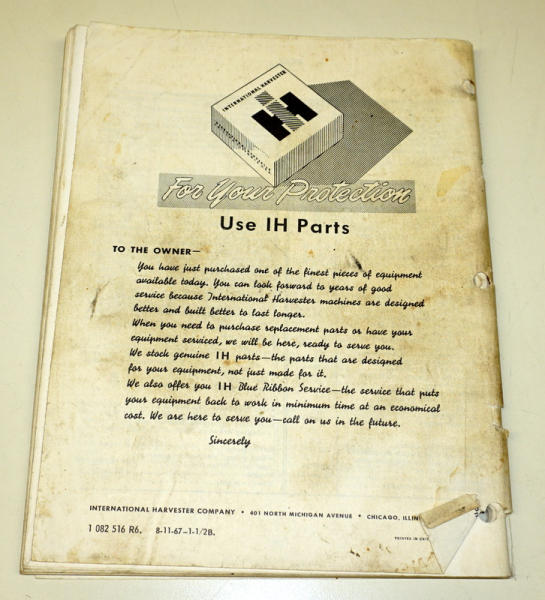 INTERNATIONAL HARVESTER
For Your Protection
Use IH Parts
TO THE OWNER—
You have just purchased one of the finest pieces of equipment
available today. You can look forward to years of good
service because International Harvester machines are designed
better and built better to last longer.
When you need to purchase replacement parts or have your
equipment serviced, we will be here, ready to serve you.
We stock genuine IH parts—the parts that are designed
for your equipment, not just made for it.
We also offer you IH Blue Ribbon Service—the service that puts
your equipment back to work in minimum time at an economical
cost. We are here to serve you—call on us in the future.
Sincerely
INTERNATIONAL HARVESTER COMPANY • 401 NORTH MICHIGAN AVENUE • CHICAGO, ILLIN
1 082 516 R6. 8-11-67-1-1/2B.
PRINTED IN